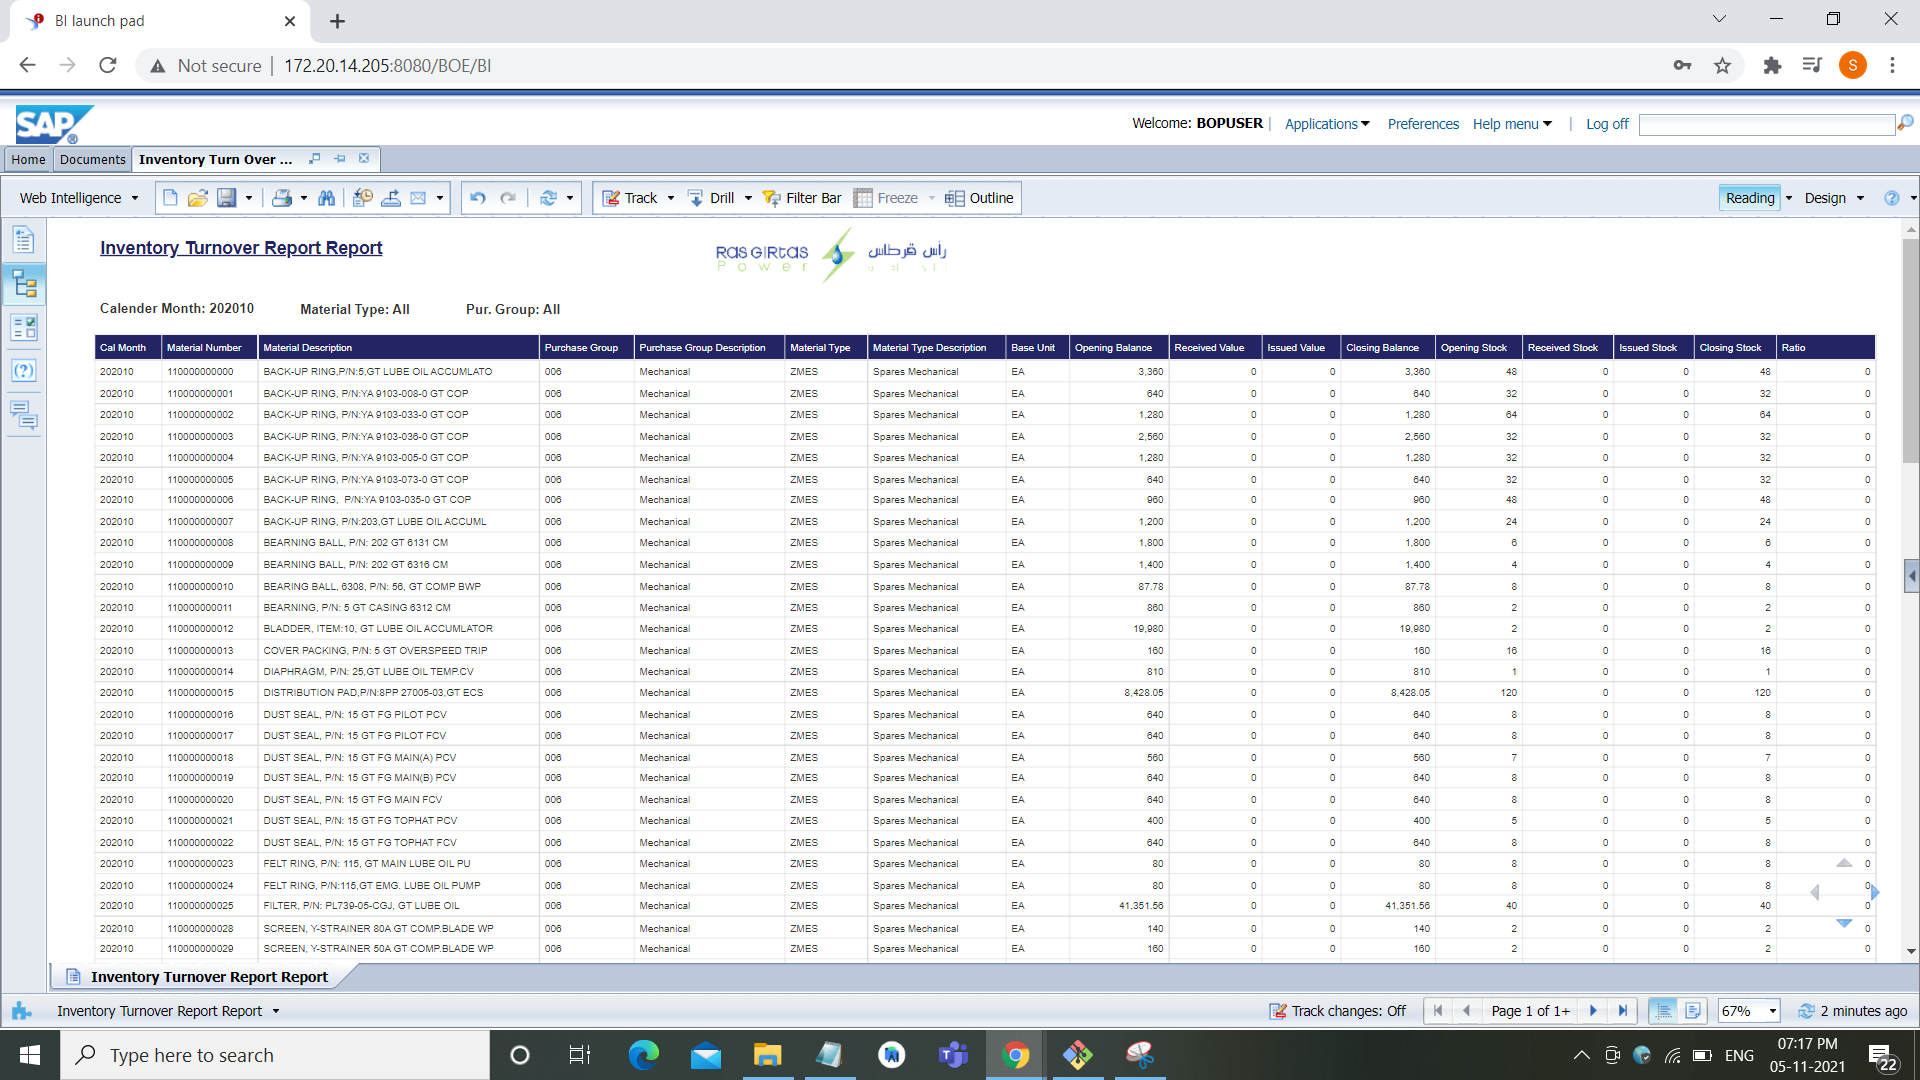 BI launch pad
Not secure | 172.20.14.205:8080/BOE/BI
S
SAP
Welcome: BOPUSER | Applications Preferences Help menu | Log off
Home Documents Inventory Turn Over ...
Web Intelligence Track Drill Filter Bar Freeze Outline Reading Design
Inventory Turnover Report Report
RAS GIRTAS رأس قرطاس
Power
Calender Month: 202010 Material Type: All Pur. Group: All
Cal Month Material Number Material Description Purchase Group Purchase Group Description Material Type Material Type Description Base Unit Opening Balance Received Value Issued Value Closing Balance Opening Stock Received Stock Issued Stock Closing Stock Ratio
202010 110000000000 BACK-UP RING,P/N:5,GT LUBE OIL ACCUMLATO 006 Mechanical ZMES Spares Mechanical EA 3,360 0 0 3,360 48 0 0 48 0
202010 110000000001 BACK-UP RING, P/N:YA 9103-008-0 GT COP 006 Mechanical ZMES Spares Mechanical EA 640 0 0 640 32 0 0 32 0
202010 110000000002 BACK-UP RING, P/N:YA 9103-033-0 GT COP 006 Mechanical ZMES Spares Mechanical EA 1,280 0 0 1,280 64 0 0 64 0
202010 110000000003 BACK-UP RING, P/N:YA 9103-036-0 GT COP 006 Mechanical ZMES Spares Mechanical EA 2,560 0 0 2,560 32 0 0 32 0
202010 110000000004 BACK-UP RING, P/N:YA 9103-005-0 GT COP 006 Mechanical ZMES Spares Mechanical EA 1,280 0 0 1,280 32 0 0 32 0
202010 110000000005 BACK-UP RING, P/N:YA 9103-073-0 GT COP 006 Mechanical ZMES Spares Mechanical EA 640 0 0 640 32 0 0 32 0
202010 110000000006 BACK-UP RING, P/N:YA 9103-035-0 GT COP 006 Mechanical ZMES Spares Mechanical EA 960 0 0 960 48 0 0 48 0
202010 110000000007 BACK-UP RING, P/N:203,GT LUBE OIL ACCUML 006 Mechanical ZMES Spares Mechanical EA 1,200 0 0 1,200 24 0 0 24 0
202010 110000000008 BEARNING BALL, P/N: 202 GT 6131 CM 006 Mechanical ZMES Spares Mechanical EA 1,800 0 0 1,800 6 0 0 6 0
202010 110000000009 BEARNING BALL, P/N: 202 GT 6316 CM 006 Mechanical ZMES Spares Mechanical EA 1,400 0 0 1,400 4 0 0 4 0
202010 110000000010 BEARING BALL, 6308, P/N: 56, GT COMP BWP 006 Mechanical ZMES Spares Mechanical EA 87.78 0 0 87.78 8 0 0 8 0
202010 110000000011 BEARNING, P/N: 5 GT CASING 6312 CM 006 Mechanical ZMES Spares Mechanical EA 860 0 0 860 2 0 0 2 0
202010 110000000012 BLADDER, ITEM:10, GT LUBE OIL ACCUMLATOR 006 Mechanical ZMES Spares Mechanical EA 19,980 0 0 19,980 2 0 0 2 0
202010 110000000013 COVER PACKING, P/N: 5 GT OVERSPEED TRIP 006 Mechanical ZMES Spares Mechanical EA 160 0 0 160 16 0 0 16 0
202010 110000000014 DIAPHRAGM, P/N: 25,GT LUBE OIL TEMP.CV 006 Mechanical ZMES Spares Mechanical EA 810 0 0 810 1 0 0 1 0
202010 110000000015 DISTRIBUTION PAD,P/N:8PP 27005-03,GT ECS 006 Mechanical ZMES Spares Mechanical EA 8,428.05 0 0 8,428.05 120 0 0 120 0
202010 110000000016 DUST SEAL, P/N: 15 GT FG PILOT PCV 006 Mechanical ZMES Spares Mechanical EA 640 0 0 640 8 0 0 8 0
202010 110000000017 DUST SEAL, P/N: 15 GT FG PILOT FCV 006 Mechanical ZMES Spares Mechanical EA 640 0 0 640 8 0 0 8 0
202010 110000000018 DUST SEAL, P/N: 15 GT FG MAIN(A) PCV 006 Mechanical ZMES Spares Mechanical EA 560 0 0 560 7 0 0 7 0
202010 110000000019 DUST SEAL, P/N: 15 GT FG MAIN(B) PCV 006 Mechanical ZMES Spares Mechanical EA 640 0 0 640 8 0 0 8 0
202010 110000000020 DUST SEAL, P/N: 15 GT FG MAIN FCV 006 Mechanical ZMES Spares Mechanical EA 640 0 0 640 8 0 0 8 0
202010 110000000021 DUST SEAL, P/N: 15 GT FG TOPHAT PCV 006 Mechanical ZMES Spares Mechanical EA 400 0 0 400 5 0 0 5 0
202010 110000000022 DUST SEAL, P/N: 15 GT FG TOPHAT FCV 006 Mechanical ZMES Spares Mechanical EA 640 0 0 640 8 0 0 8 0
202010 110000000023 FELT RING, P/N: 115, GT MAIN LUBE OIL PU 006 Mechanical ZMES Spares Mechanical EA 80 0 0 80 8 0 0 8 0
202010 110000000024 FELT RING, P/N:115,GT EMG. LUBE OIL PUMP 006 Mechanical ZMES Spares Mechanical EA 80 0 0 80 8 0 0 8 0
202010 110000000025 FILTER, P/N: PL739-05-CGJ, GT LUBE OIL 006 Mechanical ZMES Spares Mechanical EA 41,351.56 0 0 41,351.56 40 0 0 40 0
202010 110000000028 SCREEN, Y-STRAINER 80A GT COMP.BLADE WP 006 Mechanical ZMES Spares Mechanical EA 140 0 0 140 2 0 0 2 0
202010 110000000029 SCREEN, Y-STRAINER 50A GT COMP.BLADE WP 006 Mechanical ZMES Spares Mechanical EA 160 0 0 160 2 0 0 2 0
Inventory Turnover Report Report
Inventory Turnover Report Report Track changes: Off Page 1 of 1+ 67% 2 minutes ago
Type here to search ENG 07:17 PM
05-11-2021
22